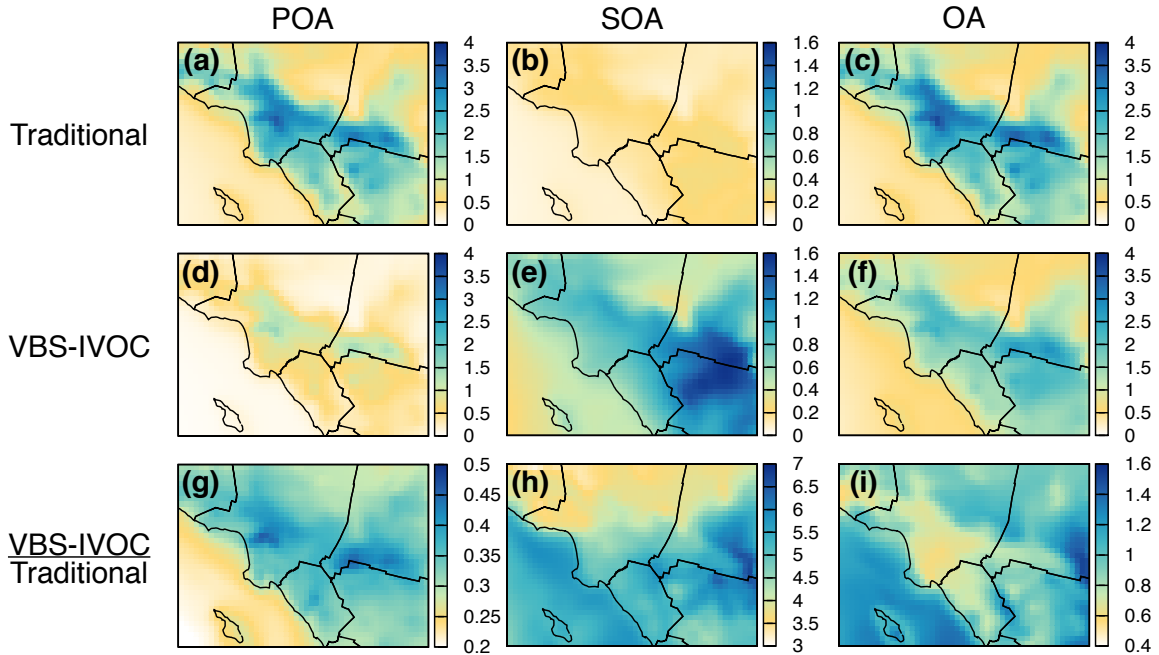 POA SOA OA
Traditional
(a) 4 3.5 3 2.5 2 1.5 1 0.5 0
(b) 1.6 1.4 1.2 1 0.8 0.6 0.4 0.2 0
(c) 4 3.5 3 2.5 2 1.5 1 0.5 0
VBS-IVOC
(d) 4 3.5 3 2.5 2 1.5 1 0.5 0
(e) 1.6 1.4 1.2 1 0.8 0.6 0.4 0.2 0
(f) 4 3.5 3 2.5 2 1.5 1 0.5 0
VBS-IVOC
Traditional
(g) 0.5 0.45 0.4 0.35 0.3 0.25 0.2
(h) 7 6.5 6 5.5 5 4.5 4 3.5 3
(i) 1.6 1.4 1.2 1 0.8 0.6 0.4